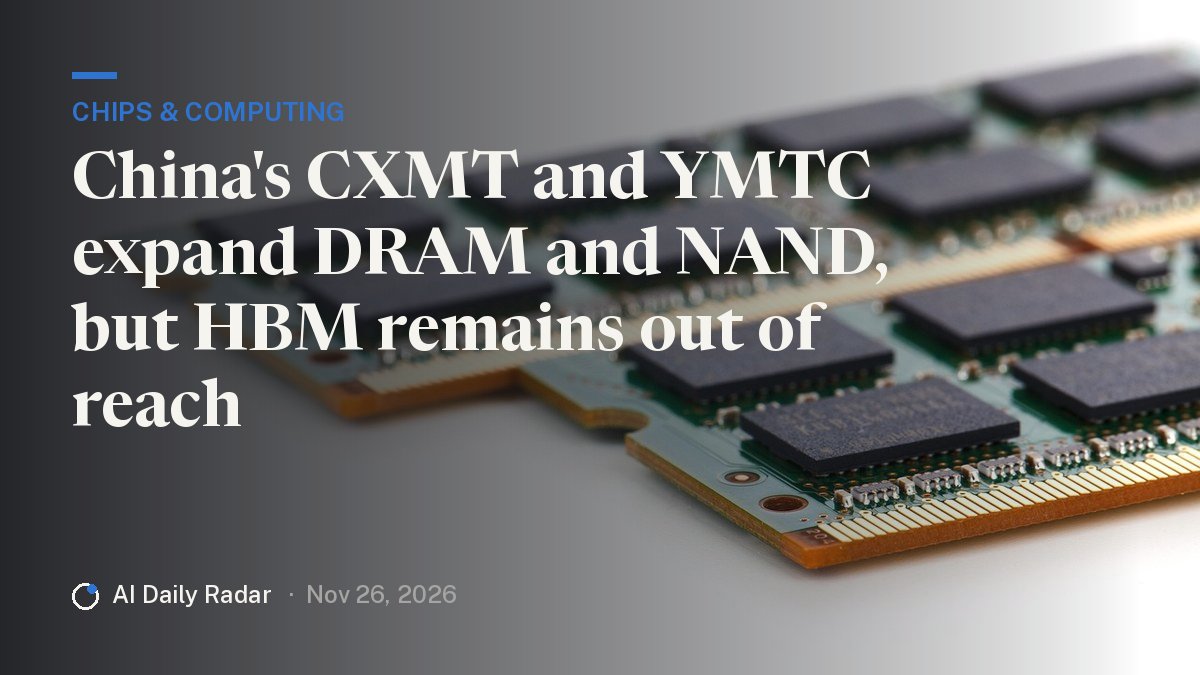 CHIPS & COMPUTING
China's CXMT and YMTC
expand DRAM and NAND,
but HBM remains out of
reach
AI Daily Radar · Nov 26, 2026